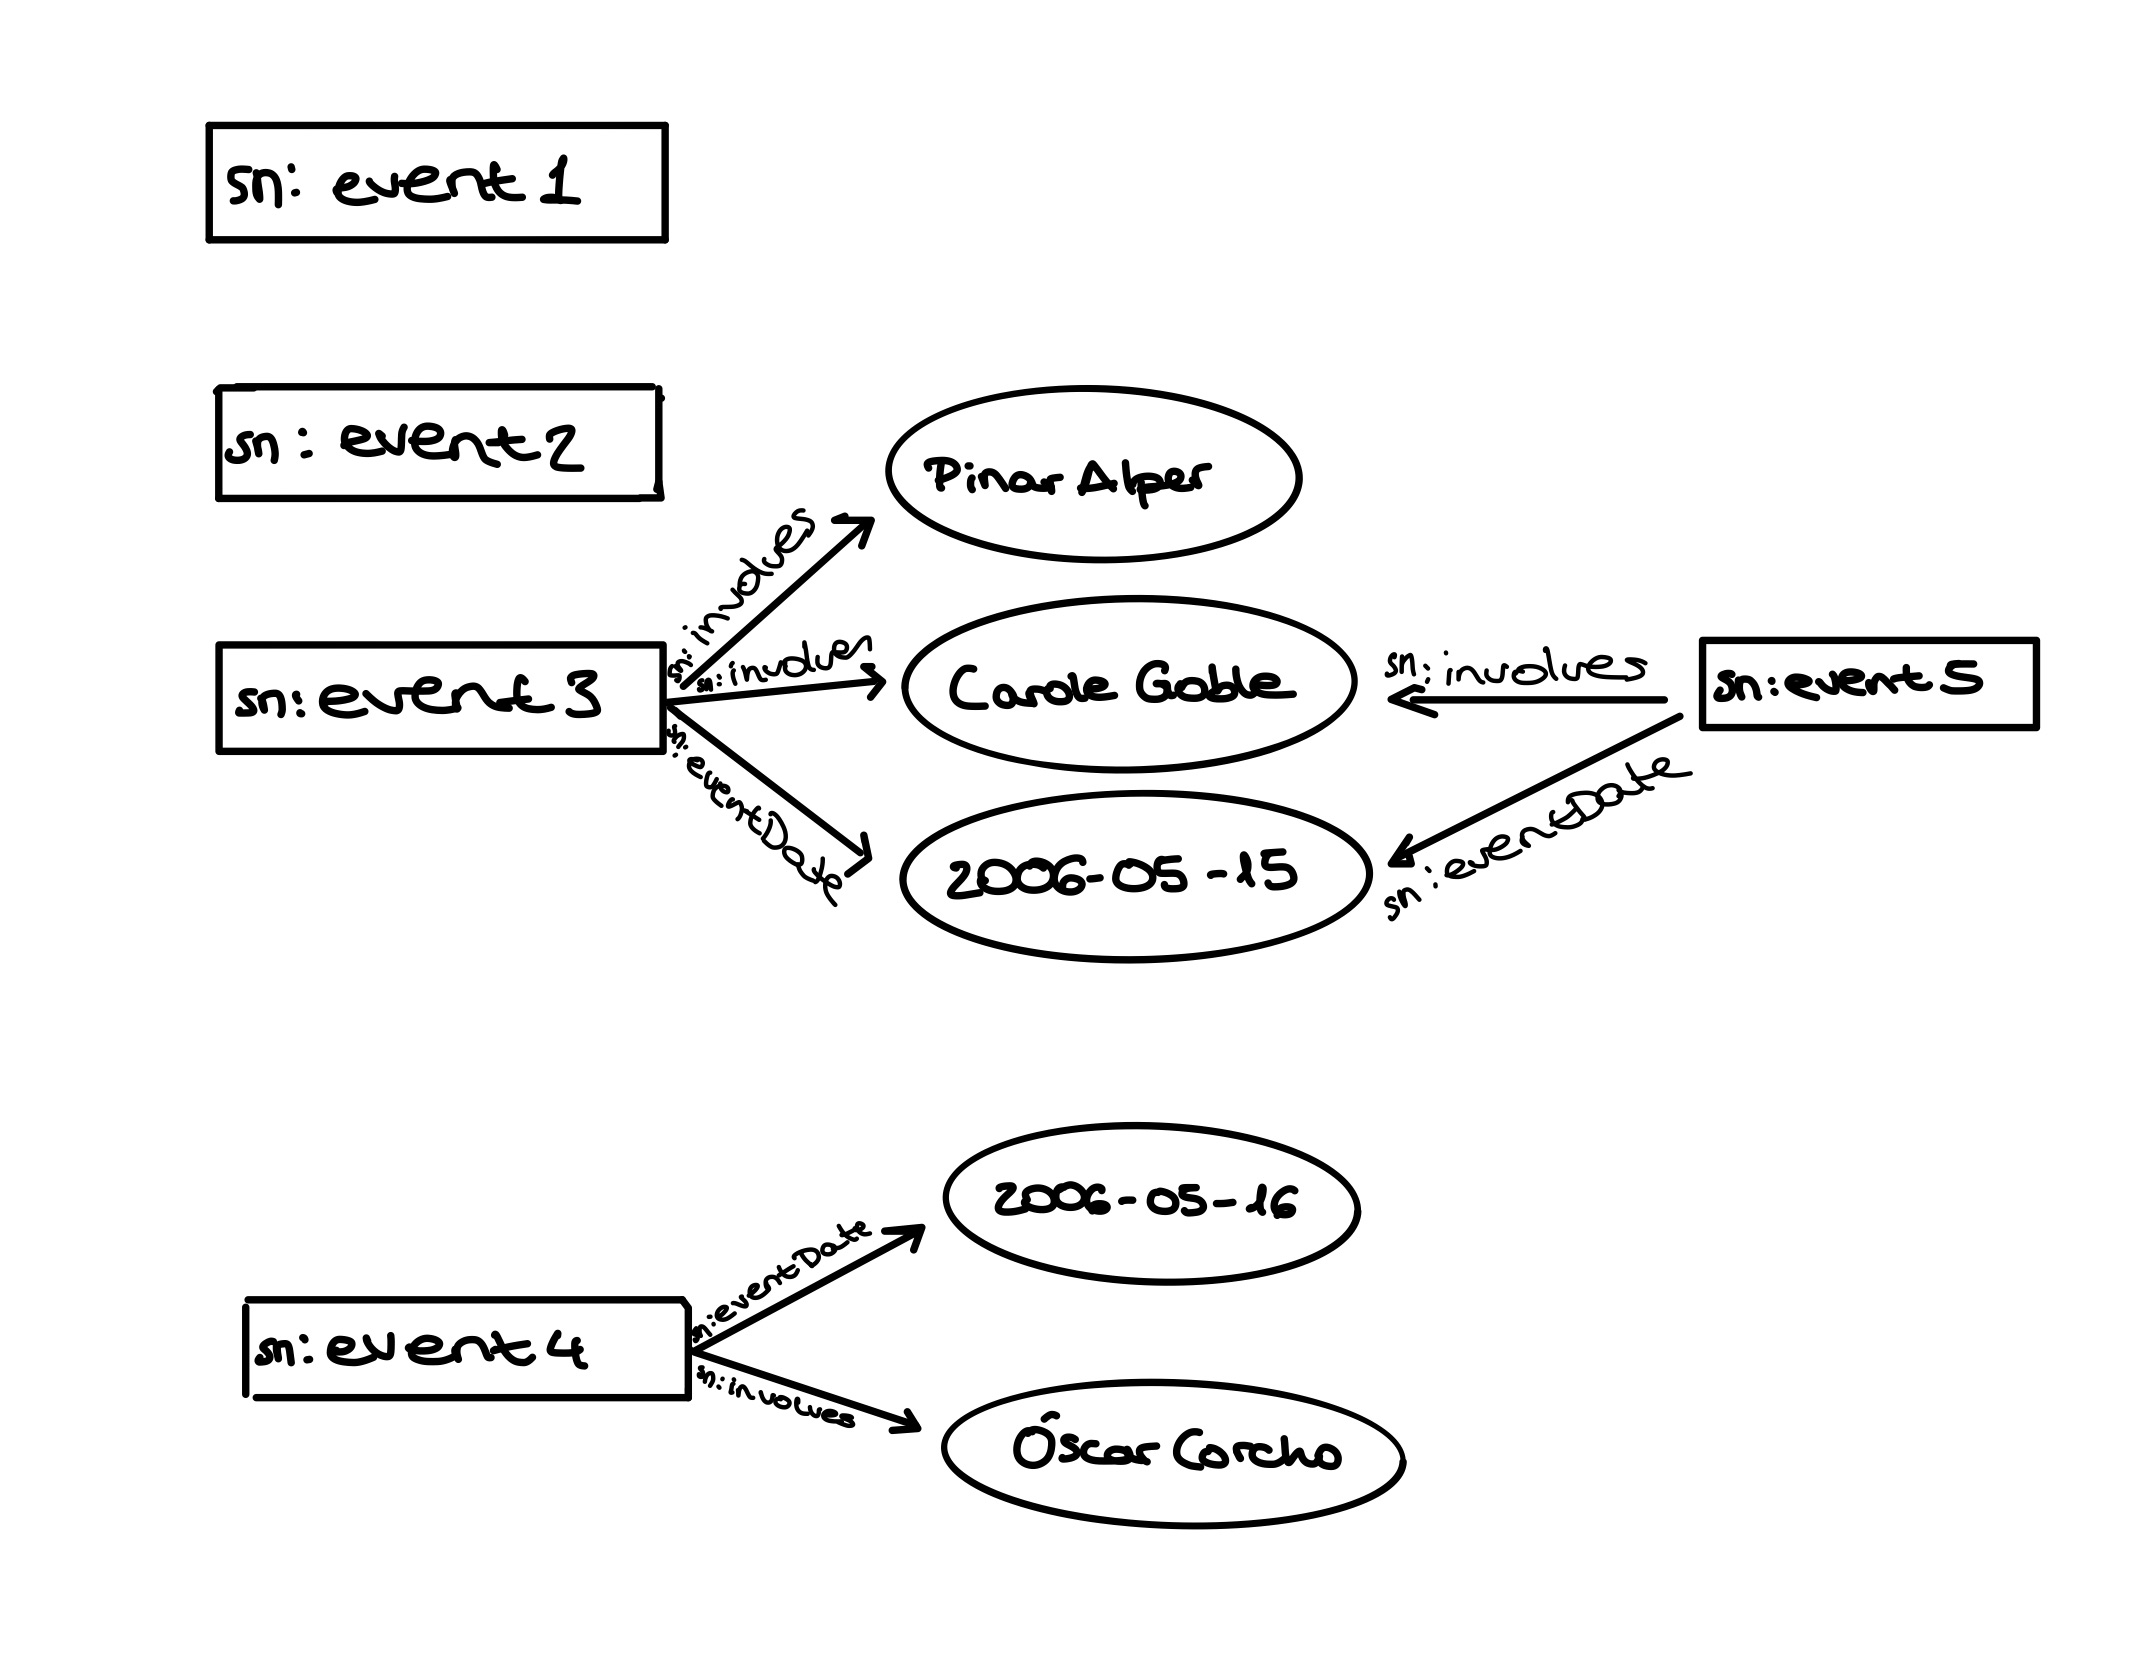 sn: event 1
sn: event 2
Pinar Alper
sn: involves
sn: event 3
sn: involves
Carole Goble
sn: involves
sn: event 5
sn: eventDate
2006-05-15
sn: eventDate
2006-05-16
sn: eventDate
sn: event 4
sn: involves
Óscar Corcho